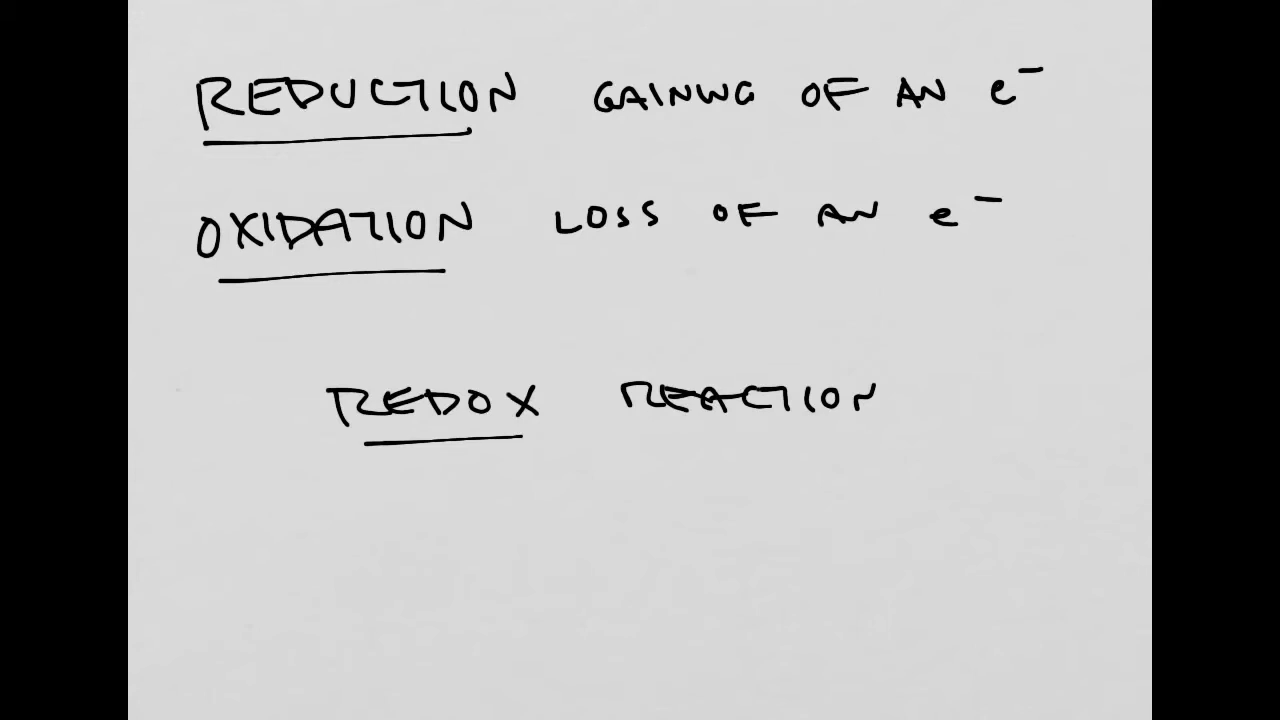 REDUCTION GAINING OF AN e⁻
OXIDATION LOSS OF AN e⁻
REDOX REACTION